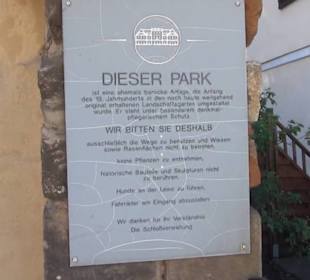 DIESER PARK
ist eine ehemals barocke Anlage, die Anfang
des 19. Jahrhunderts in den noch heute weitgehend
original erhaltenen Landschaftsgarten umgestaltet
wurde. Er steht unter besonderem denkmal-
pflegerischem Schutz.
WIR BITTEN SIE DESHALB
ausschließlich die Wege zu benutzen und Wiesen
sowie Rasenflächen nicht zu betreten,
keine Pflanzen zu entnehmen,
historische Bauteile und Skulpturen nicht
zu berühren,
Hunde an der Leine zu führen,
Fahrräder am Eingang abzustellen.
Wir danken für Ihr Verständnis
Die Schloßverwaltung